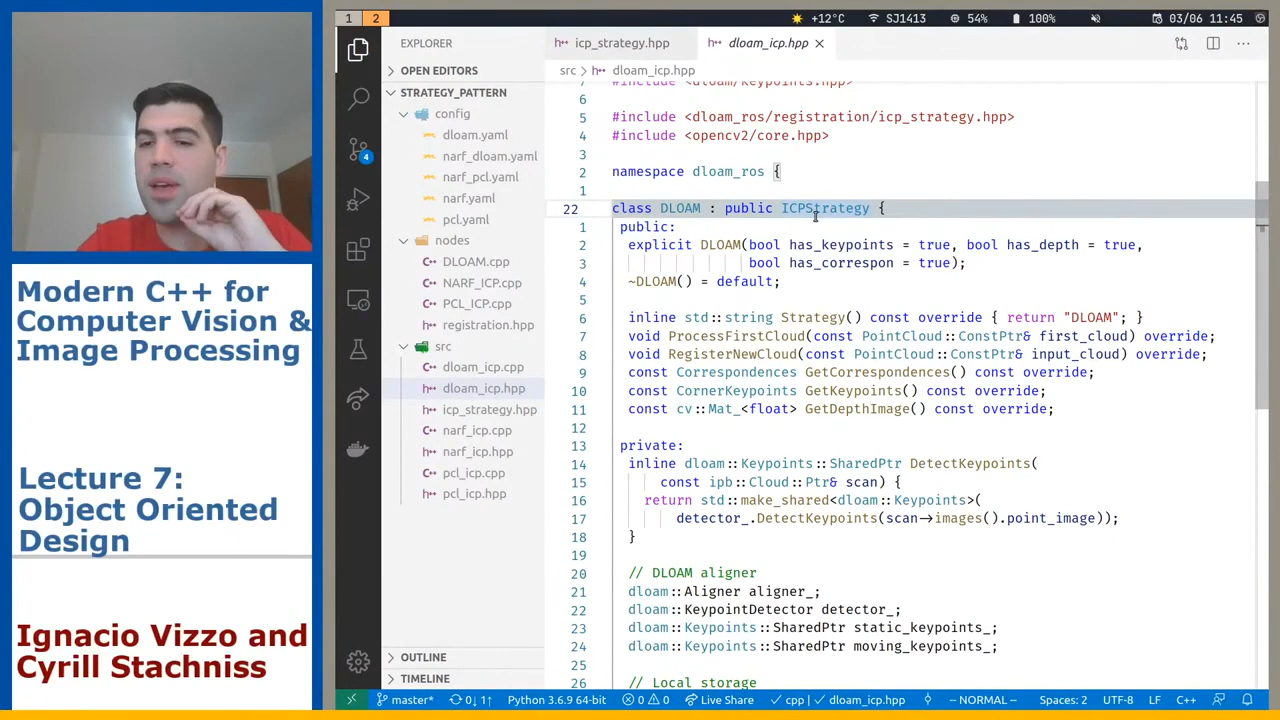 1 2 +12°C SJ1413 54% 100% 03/06 11:45
EXPLORER
icp_strategy.hpp
dloam_icp.hpp
OPEN EDITORS
src > dloam_icp.hpp
STRATEGY_PATTERN
config
dloam.yaml
narf_dloam.yaml
narf_pcl.yaml
narf.yaml
pcl.yaml
nodes
DLOAM.cpp
NARF_ICP.cpp
PCL_ICP.cpp
registration.hpp
src
dloam_icp.cpp
dloam_icp.hpp
icp_strategy.hpp
narf_icp.cpp
narf_icp.hpp
pcl_icp.cpp
pcl_icp.hpp
OUTLINE
TIMELINE
7 #include <dloam/keypoints.hpp>
6
5 #include <dloam_ros/registration/icp_strategy.hpp>
4 #include <opencv2/core.hpp>
3
2 namespace dloam_ros {
1
22 class DLOAM : public ICPStrategy {
1 public:
2 explicit DLOAM(bool has_keypoints = true, bool has_depth = true,
3 bool has_correspon = true);
4 ~DLOAM() = default;
5
6 inline std::string Strategy() const override { return "DLOAM"; }
7 void ProcessFirstCloud(const PointCloud::ConstPtr& first_cloud) override;
8 void RegisterNewCloud(const PointCloud::ConstPtr& input_cloud) override;
9 const Correspondences GetCorrespondences() const override;
10 const CornerKeypoints GetKeypoints() const override;
11 const cv::Mat_<float> GetDepthImage() const override;
12
13 private:
14 inline dloam::Keypoints::SharedPtr DetectKeypoints(
15 const ipb::Cloud::Ptr& scan) {
16 return std::make_shared<dloam::Keypoints>(
17 detector_.DetectKeypoints(scan->images().point_image));
18 }
19
20 // DLOAM aligner
21 dloam::Aligner aligner_;
22 dloam::KeypointDetector detector_;
23 dloam::Keypoints::SharedPtr static_keypoints_;
24 dloam::Keypoints::SharedPtr moving_keypoints_;
25
26 // Local storage
4
master* 0↓ 1↑ Python 3.6.9 64-bit 0 0 Live Share cpp | dloam_icp.hpp -- NORMAL -- Spaces: 2 UTF-8 LF C++
Modern C++ for
Computer Vision &
Image Processing
Lecture 7:
Object Oriented
Design
Ignacio Vizzo and
Cyrill Stachniss